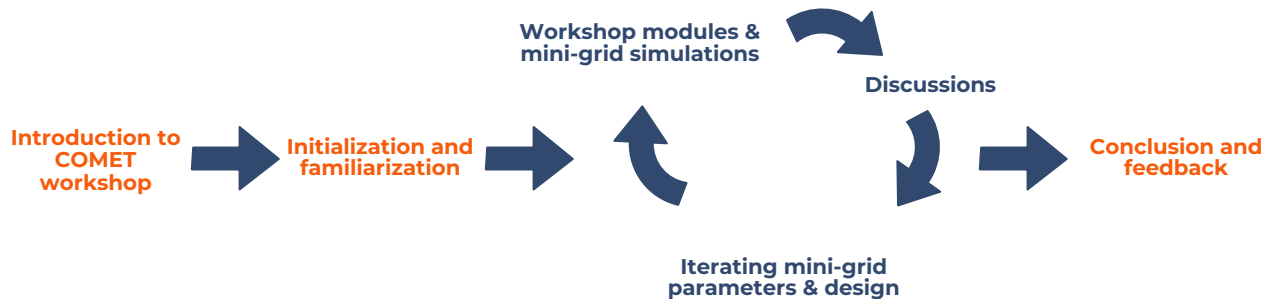 Introduction to
COMET
workshop
Initialization and
familiarization
Workshop modules &
mini-grid simulations
Discussions
Iterating mini-grid
parameters & design
Conclusion and
feedback